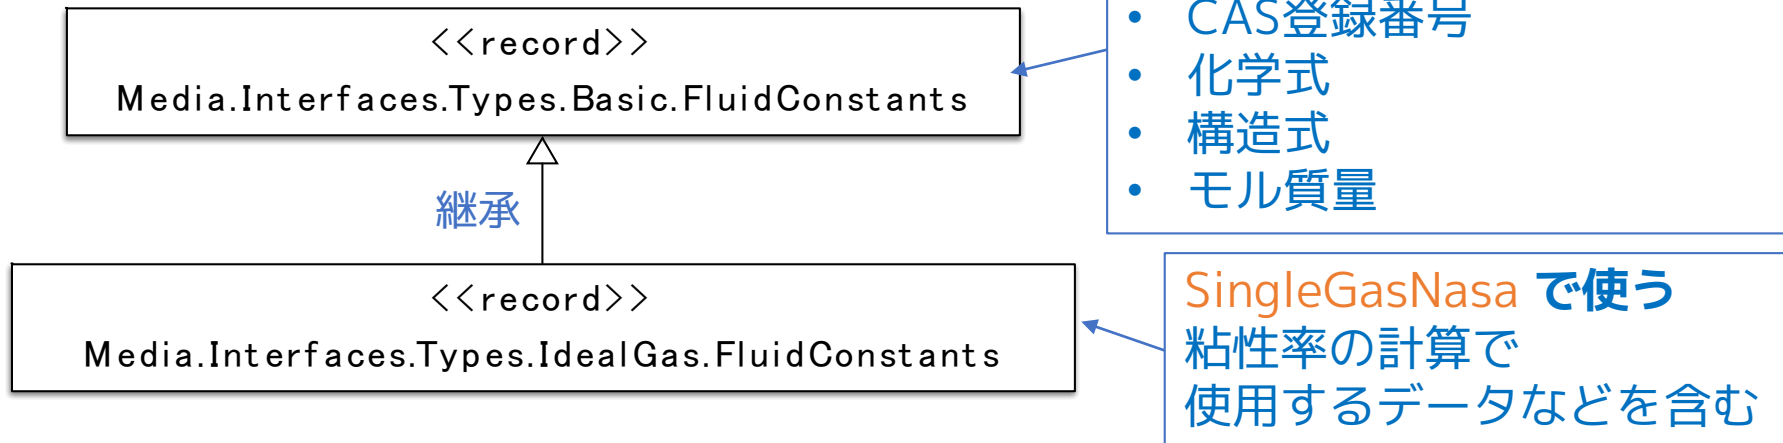 <<record>>
Media.Interfaces.Types.Basic.FluidConstants
• CAS登録番号
• 化学式
• 構造式
• モル質量
継承
<<record>>
Media.Interfaces.Types.IdealGas.FluidConstants
SingleGasNasa で使う
粘性率の計算で
使用するデータなどを含む